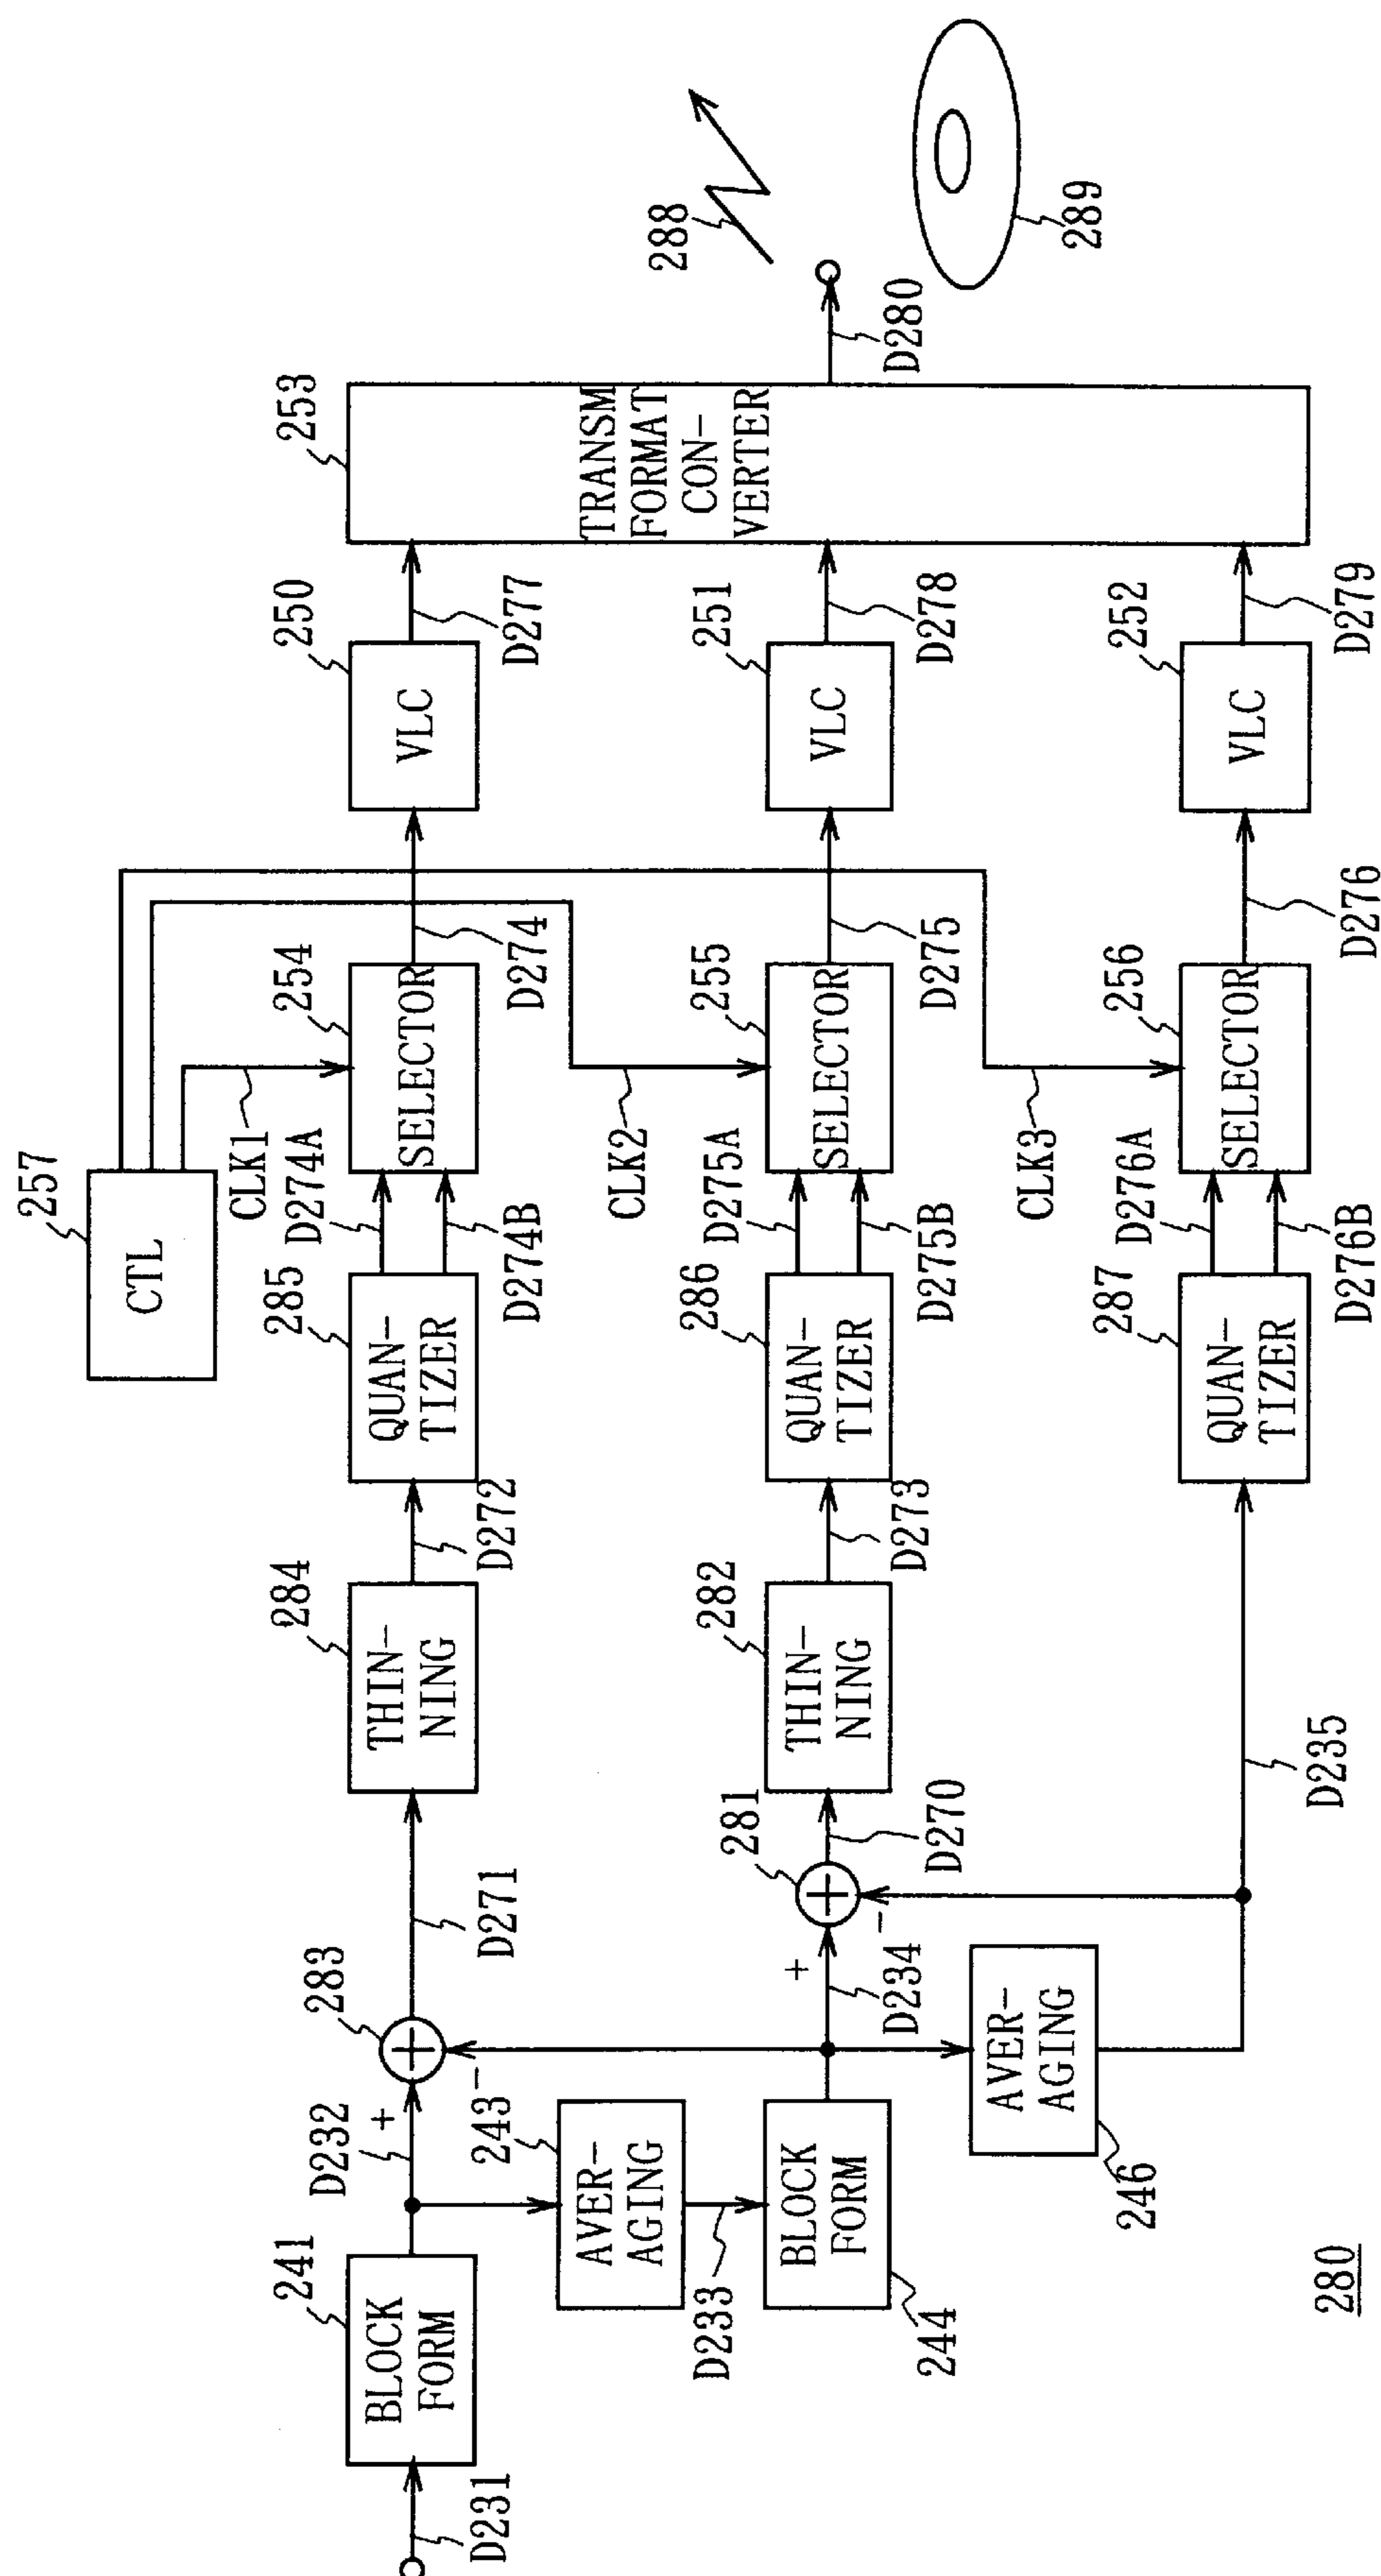 257
CTL
253
TRANSM
FORMAT
CON-
VERTER
288
289
D280
241
BLOCK
FORM
D231
D232
+
283
-
D271
284
THIN-
NING
D272
285
QUAN-
TIZER
D274A
D274B
CLK1
254
SELECTOR
D274
250
VLC
D277
243
AVER-
AGING
D233
244
BLOCK
FORM
D234
+
281
-
D270
282
THIN-
NING
D273
286
QUAN-
TIZER
D275A
D275B
CLK2
255
SELECTOR
D275
251
VLC
D278
246
AVER-
AGING
D235
287
QUAN-
TIZER
D276A
D276B
CLK3
256
SELECTOR
D276
252
VLC
D279
280